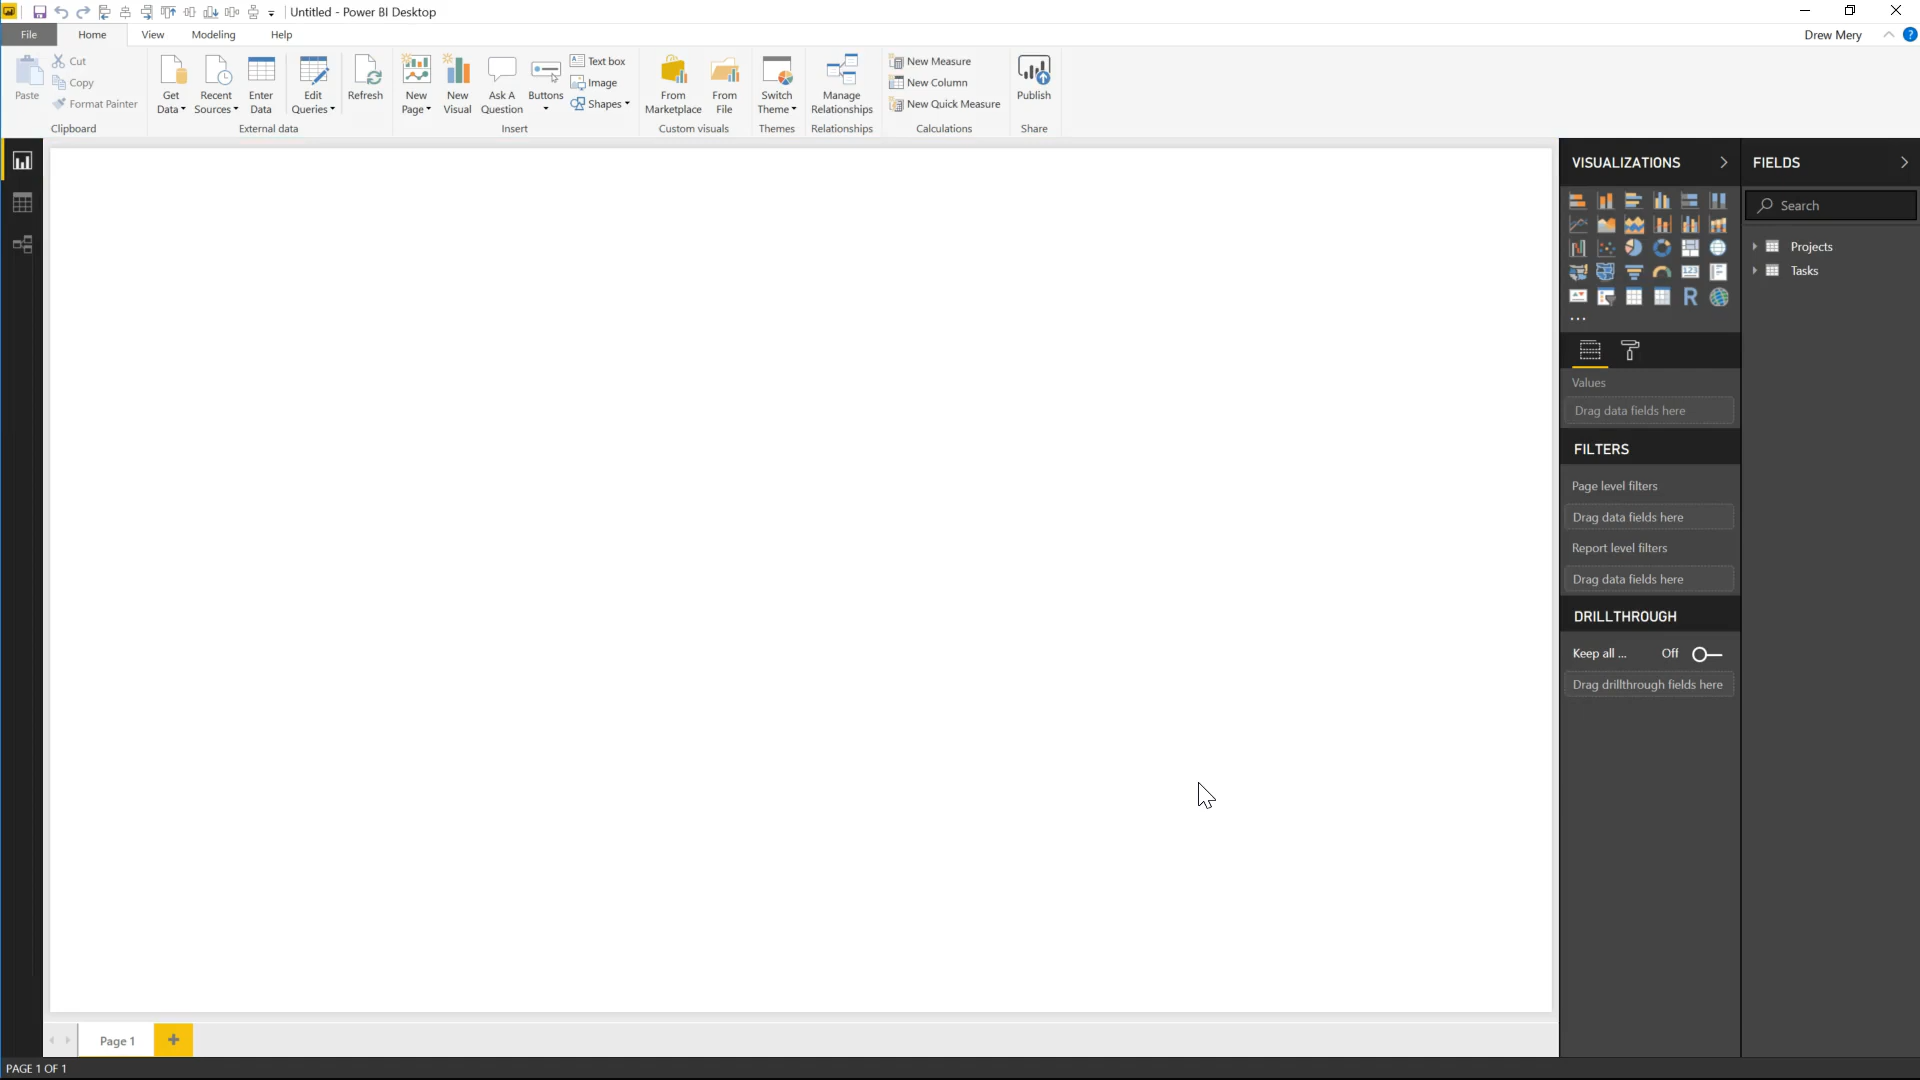 Untitled - Power BI Desktop
File Home View Modeling Help Drew Mery ?
Paste
Cut
Copy
Format Painter
Clipboard
Get Data
Recent Sources
Enter Data
Edit Queries
Refresh
External data
New Page
New Visual
Ask A Question
Buttons
Text box
Image
Shapes
Insert
From Marketplace
From File
Custom visuals
Switch Theme
Themes
Manage Relationships
Relationships
New Measure
New Column
New Quick Measure
Calculations
Publish
Share
VISUALIZATIONS
123
R
...
Values
Drag data fields here
FILTERS
Page level filters
Drag data fields here
Report level filters
Drag data fields here
DRILLTHROUGH
Keep all ... Off
Drag drillthrough fields here
FIELDS
Search
Projects
Tasks
Page 1 +
PAGE 1 OF 1